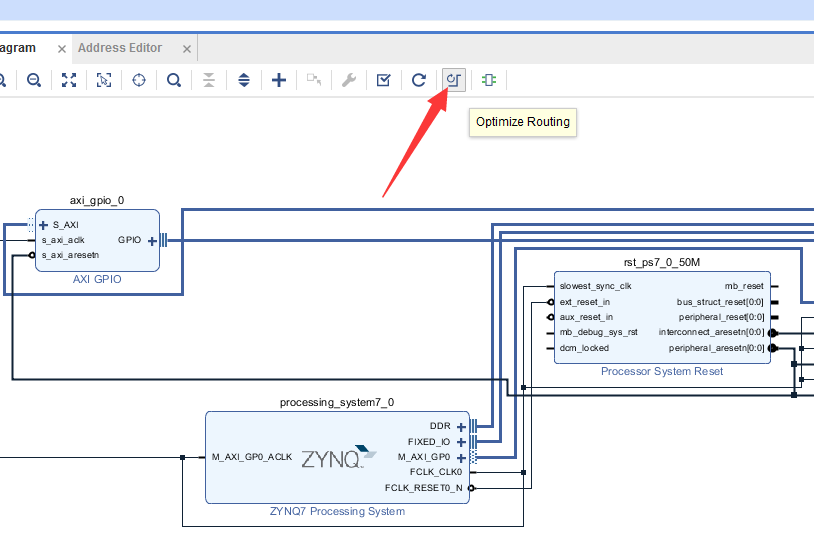 agram
Address Editor
Optimize Routing
axi_gpio_0
S_AXI
s_axi_aclk
s_axi_aresetn
GPIO
AXI GPIO
rst_ps7_0_50M
slowest_sync_clk
ext_reset_in
aux_reset_in
mb_debug_sys_rst
dcm_locked
mb_reset
bus_struct_reset[0:0]
peripheral_reset[0:0]
interconnect_aresetn[0:0]
peripheral_aresetn[0:0]
Processor System Reset
processing_system7_0
M_AXI_GP0_ACLK
ZYNQ
DDR
FIXED_IO
M_AXI_GP0
FCLK_CLK0
FCLK_RESET0_N
ZYNQ7 Processing System